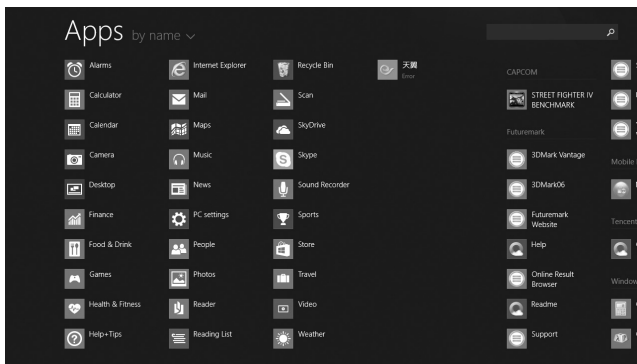 Apps by name
Alarms
Calculator
Calendar
Camera
Desktop
Finance
Food & Drink
Games
Health & Fitness
Help+Tips
Internet Explorer
Mail
Maps
Music
News
PC settings
People
Photos
Reader
Reading List
Recycle Bin
Scan
SkyDrive
Skype
Sound Recorder
Sports
Store
Travel
Video
Weather
天翼
Error
CAPCOM
STREET FIGHTER IV
BENCHMARK
Futuremark
3DMark Vantage
3DMark06
Futuremark
Website
Help
Online Result
Browser
Readme
Support
Mobile
Tencent
Window